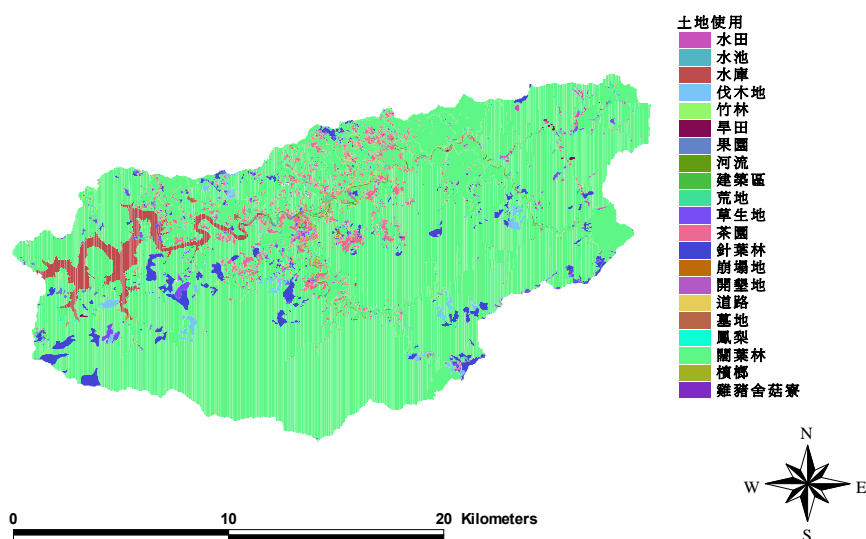 土地使用
水田
水池
水庫
伐木地
竹林
旱田
果園
河流
建築區
荒地
草生地
茶園
針葉林
崩塌地
開墾地
道路
墓地
鳳梨
闊葉林
檳榔
雞豬舍菇寮
N
W E
S
0 10 20 Kilometers